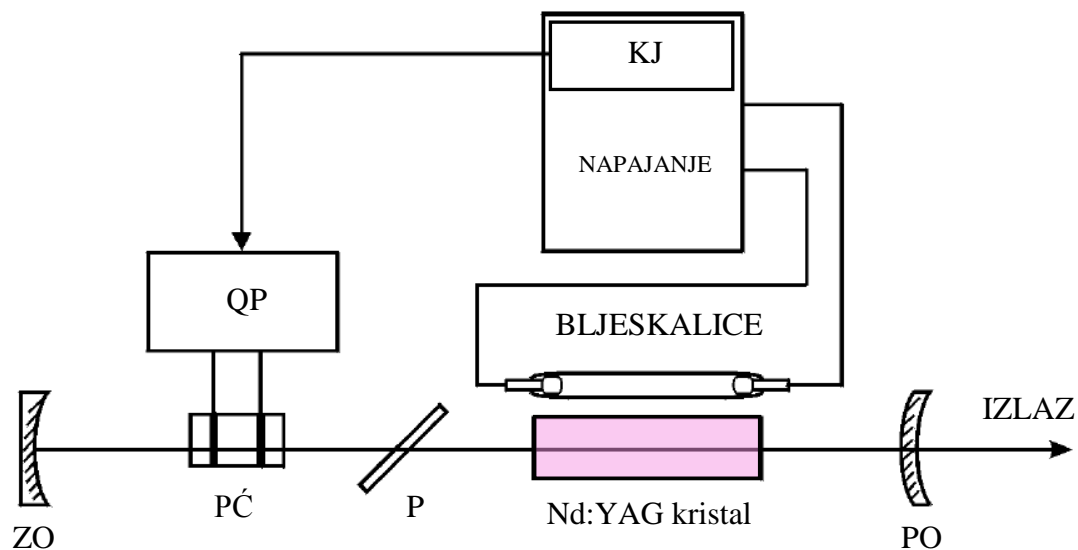 KJ
NAPAJANJE
QP
BLJESKALICE
IZLAZ
PĆ
P
Nd:YAG kristal
ZO
PO